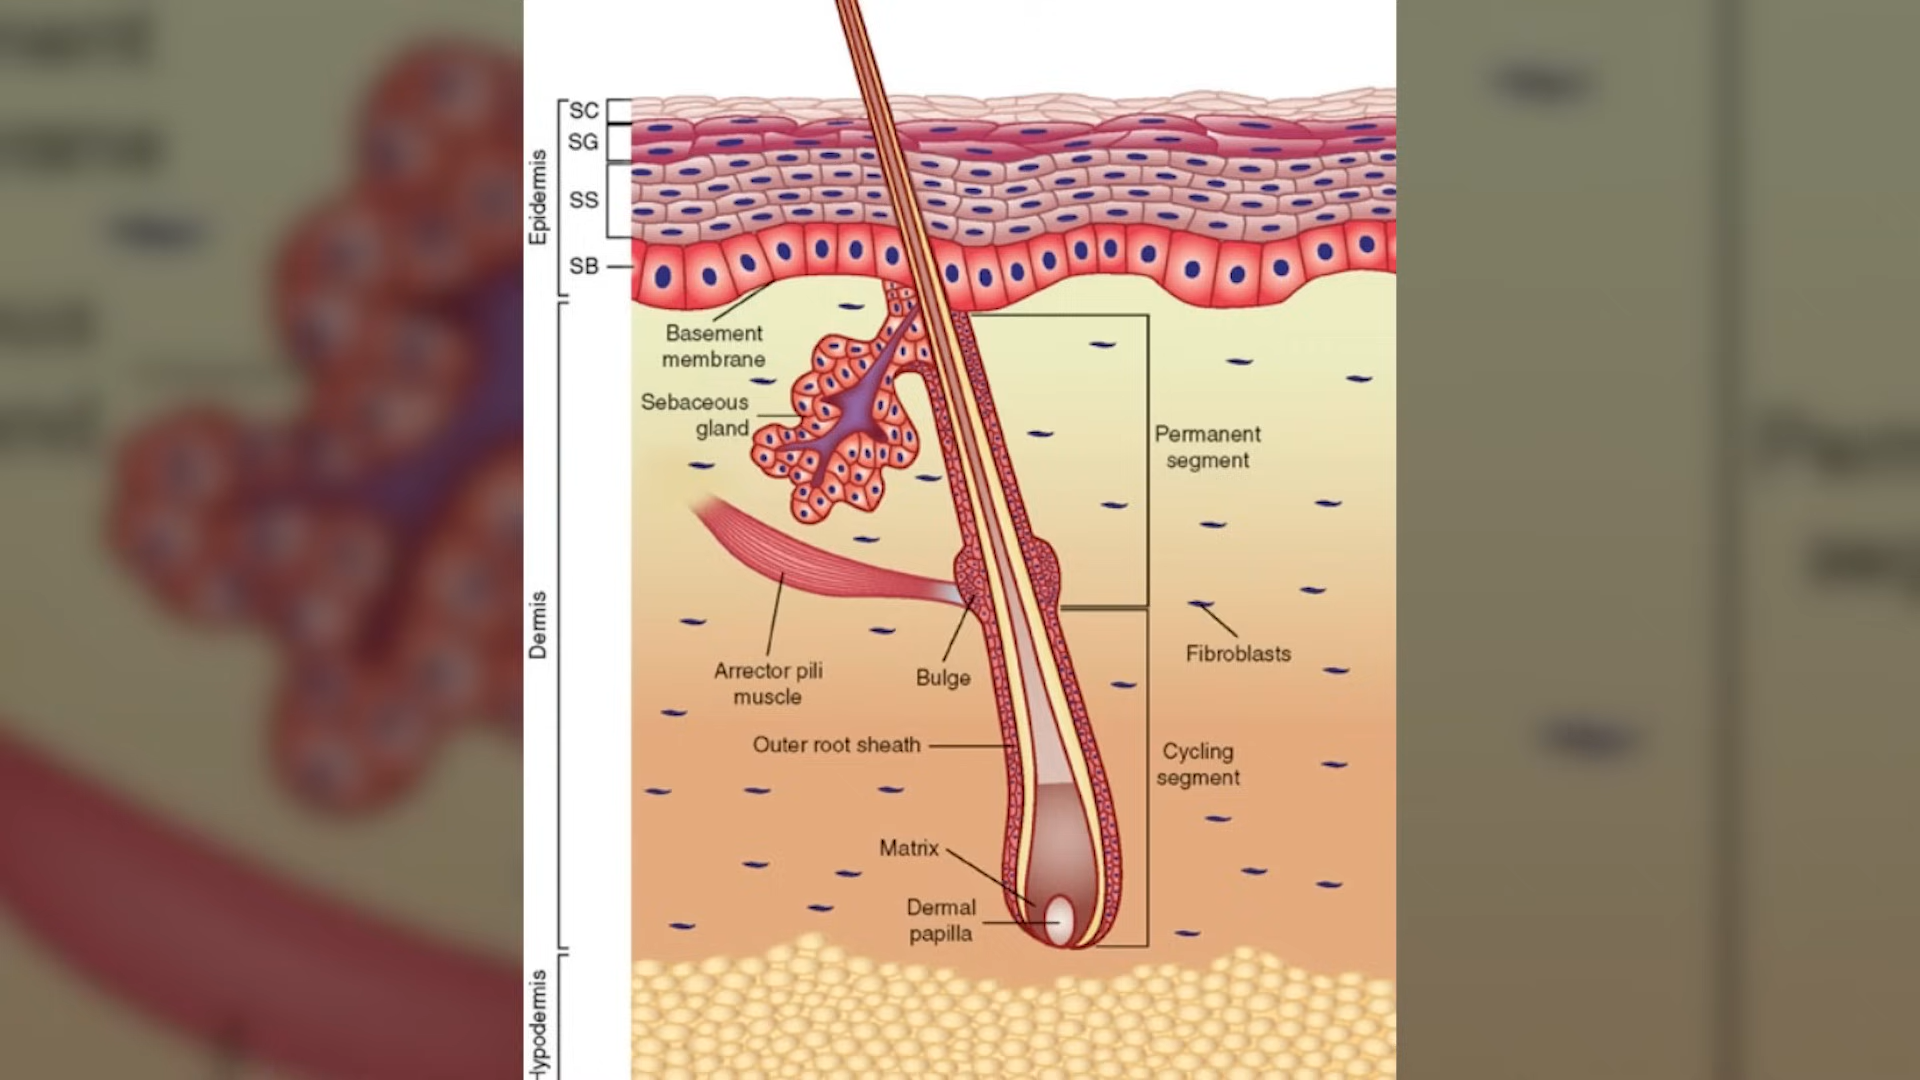 SC
SG
SS
SB
Epidermis
Basement
membrane
Sebaceous
gland
Permanent
segment
Dermis
Fibroblasts
Arrector pili
muscle
Bulge
Outer root sheath
Cycling
segment
Matrix
Dermal
papilla
Hypodermis